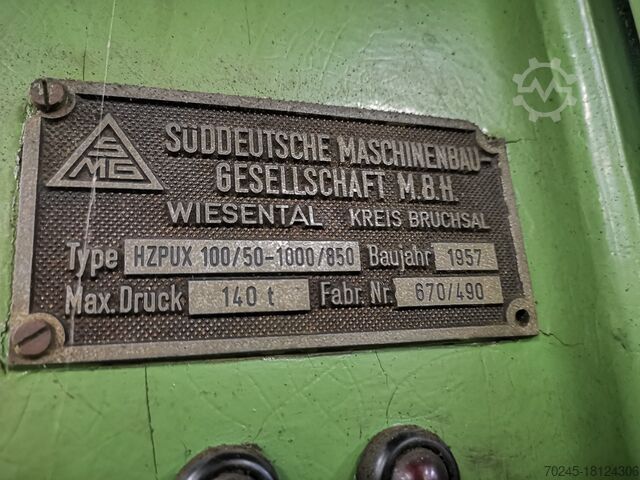 SMG
SÜDDEUTSCHE MASCHINENBAU-
GESELLSCHAFT M.B.H.
WIESENTAL KREIS BRUCHSAL
Type HZPUX 100/50-1000/850 Baujahr 1957
Max. Druck 140 t Fabr. Nr. 670/490
70245-18124306